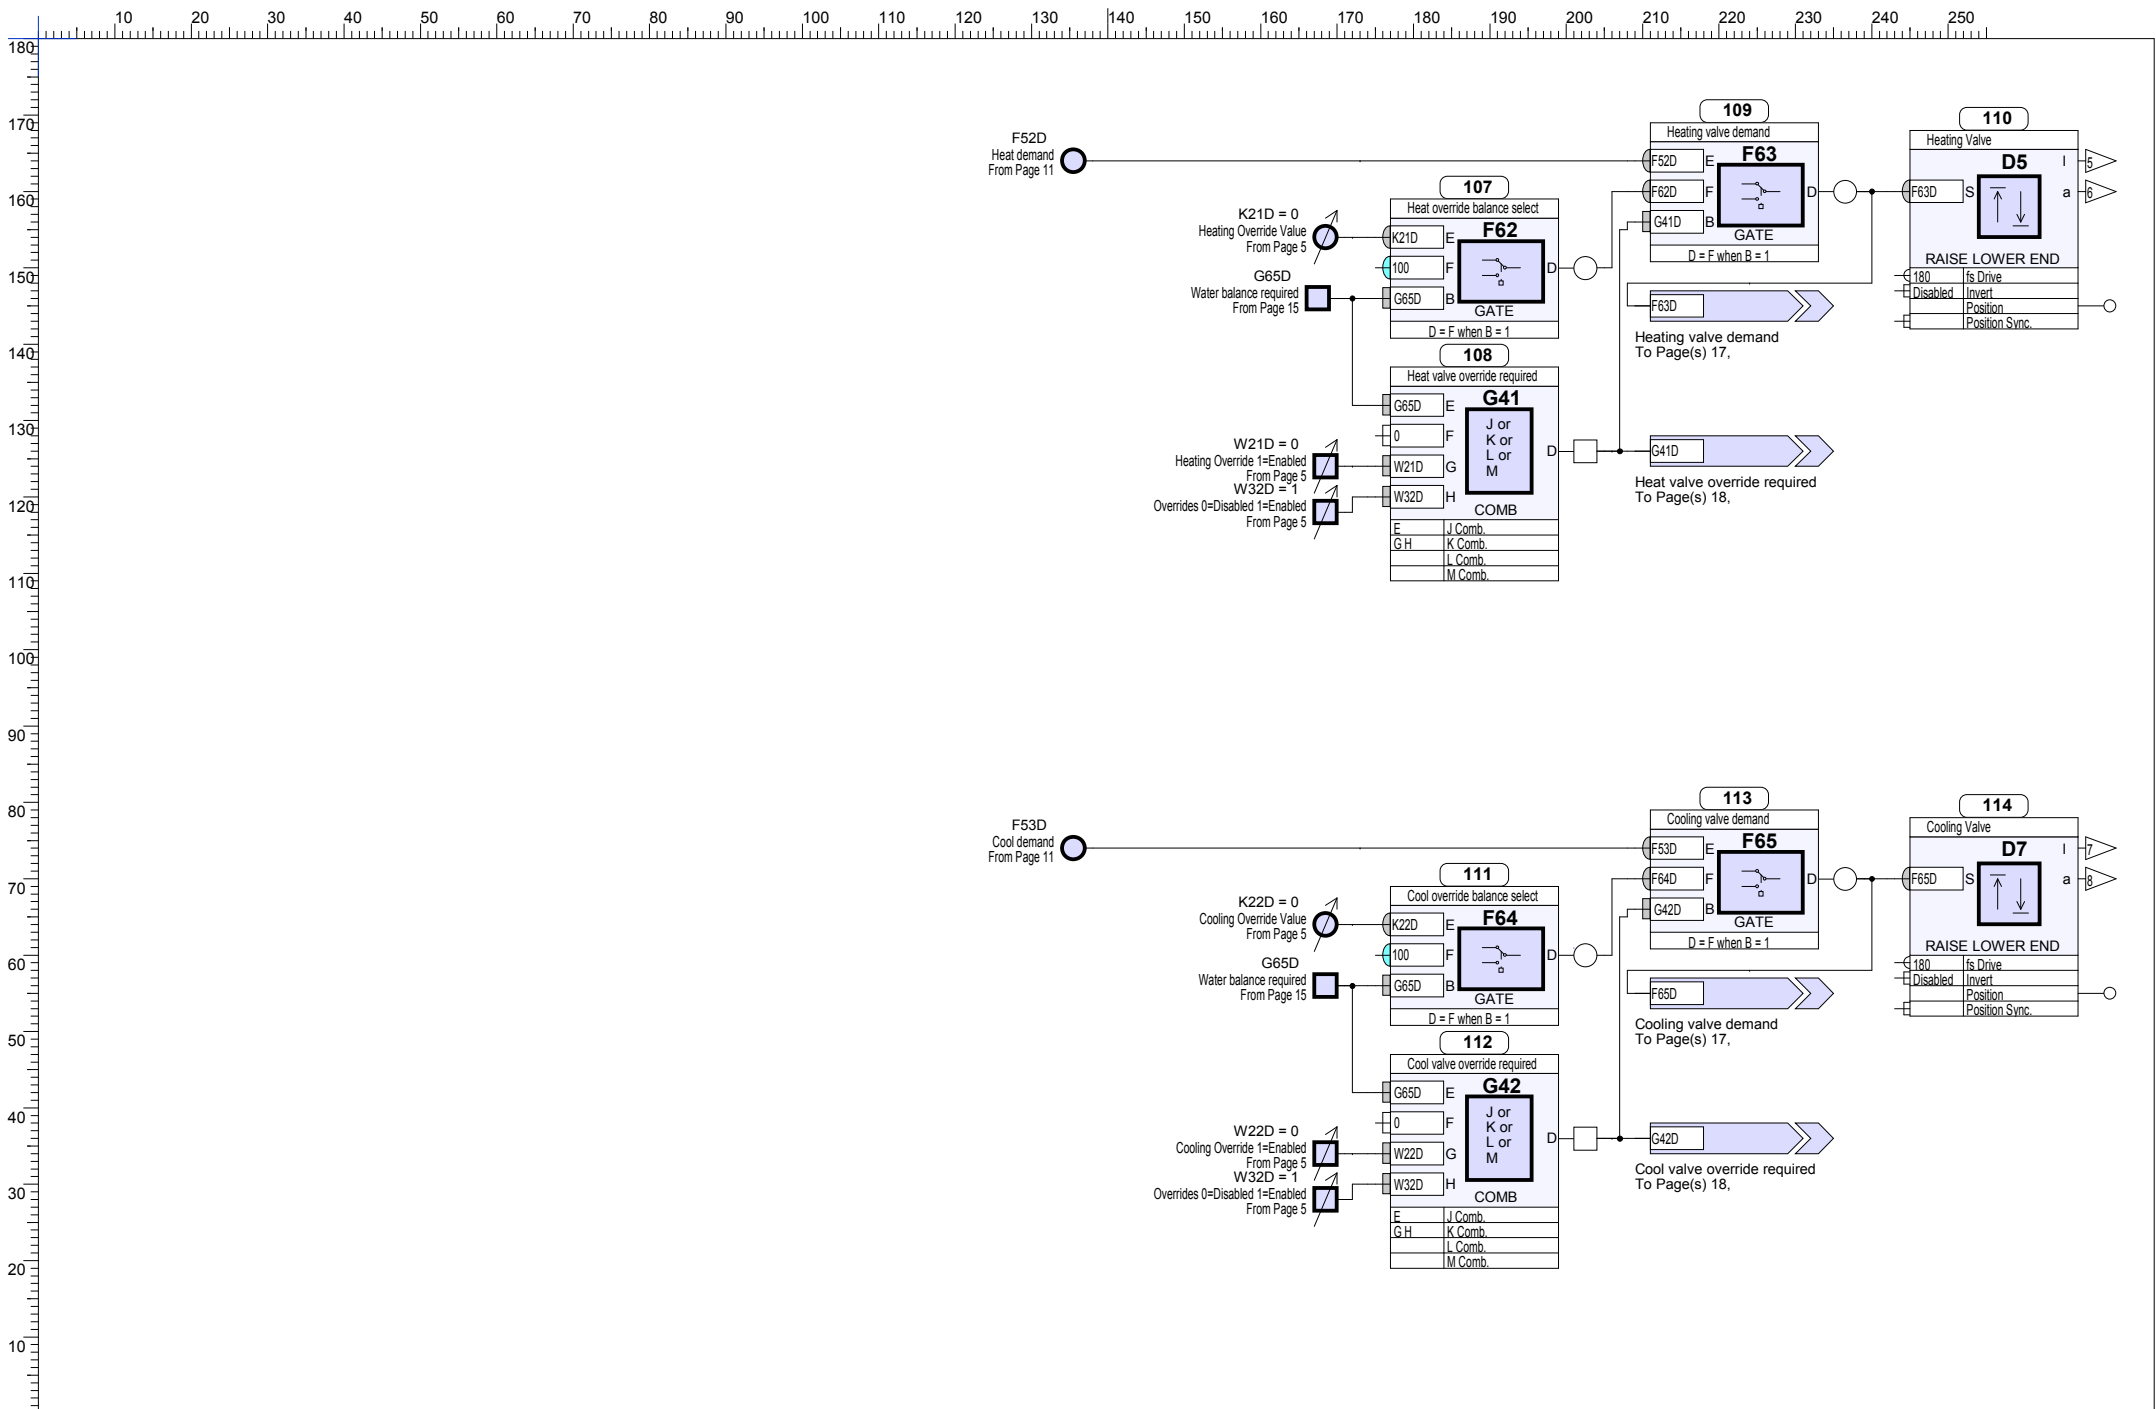 10 20 30 40 50 60 70 80 90 100 110 120 130 140 150 160 170 180 190 200 210 220 230 240 250
180
170
160
150
140
130
120
110
100
90
80
70
60
50
40
30
20
10
F52D
Heat demand
From Page 11
K21D = 0
Heating Override Value
From Page 5
G65D
Water balance required
From Page 15
107
Heat override balance select
F62
K21D E
100 F
G65D B
D
GATE
D = F when B = 1
108
Heat valve override required
G41
G65D E
0 F
W21D G
W32D H
J or
K or
L or
M
D
COMB
E J Comb.
G H K Comb.
L Comb.
M Comb.
W21D = 0
Heating Override 1=Enabled
From Page 5
W32D = 1
Overrides 0=Disabled 1=Enabled
From Page 5
109
Heating valve demand
F63
F52D E
F62D F
G41D B
D
GATE
D = F when B = 1
F63D
Heating valve demand
To Page(s) 17,
G41D
Heat valve override required
To Page(s) 18,
110
Heating Valve
D5
F63D S
l 5
a 6
RAISE LOWER END
180 fs Drive
Disabled Invert
Position
Position Sync.
F53D
Cool demand
From Page 11
K22D = 0
Cooling Override Value
From Page 5
G65D
Water balance required
From Page 15
111
Cool override balance select
F64
K22D E
100 F
G65D B
D
GATE
D = F when B = 1
112
Cool valve override required
G42
G65D E
0 F
W22D G
W32D H
J or
K or
L or
M
D
COMB
E J Comb.
G H K Comb.
L Comb.
M Comb.
W22D = 0
Cooling Override 1=Enabled
From Page 5
W32D = 1
Overrides 0=Disabled 1=Enabled
From Page 5
113
Cooling valve demand
F65
F53D E
F64D F
G42D B
D
GATE
D = F when B = 1
F65D
Cooling valve demand
To Page(s) 17,
G42D
Cool valve override required
To Page(s) 18,
114
Cooling Valve
D7
F65D S
l 7
a 8
RAISE LOWER END
180 fs Drive
Disabled Invert
Position
Position Sync.